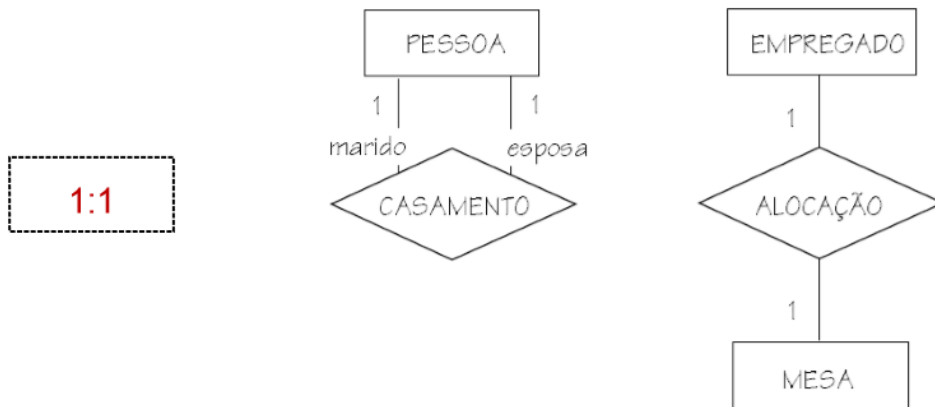 1:1
PESSOA
1
1
marido
esposa
CASAMENTO
EMPREGADO
1
ALOCAÇÃO
1
MESA